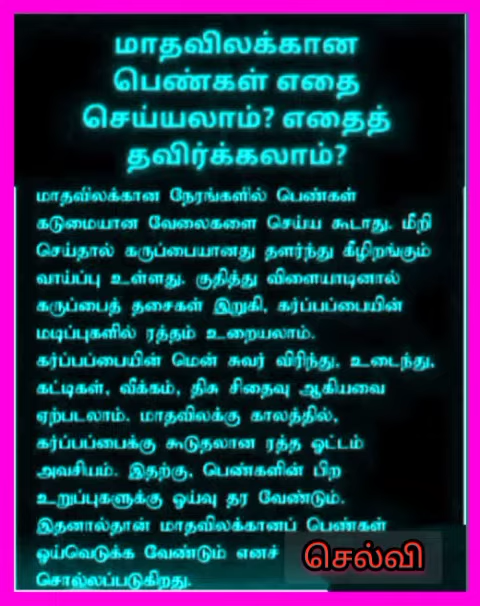 மாதவிலக்கான
பெண்கள் எதை
செய்யலாம்? எதைத்
தவிர்க்கலாம்?
மாதவிலக்கான நேரங்களில் பெண்கள்
கடுமையான வேலைகளை செய்ய கூடாது. மீறி
செய்தால் கருப்பையானது தளர்ந்து கீழிறங்கும்
வாய்ப்பு உள்ளது. குதித்து விளையாடினால்
கருப்பைத் தசைகள் இறுகி, கர்ப்பப்பையின்
மடிப்புகளில் ரத்தம் உறையலாம்.
கர்ப்பப்பையின் மென் சுவர் விரிந்து, உடைந்து,
கட்டிகள், வீக்கம், திசு சிதைவு ஆகியவை
ஏற்படலாம். மாதவிலக்கு காலத்தில்,
கர்ப்பப்பைக்கு கூடுதலான ரத்த ஓட்டம்
அவசியம். இதற்கு, பெண்களின் பிற
உறுப்புகளுக்கு ஓய்வு தர வேண்டும்.
இதனால்தான் மாதவிலக்கானப் பெண்கள்
ஓய்வெடுக்க வேண்டும் எனச்
சொல்லப்படுகிறது.
செல்வி